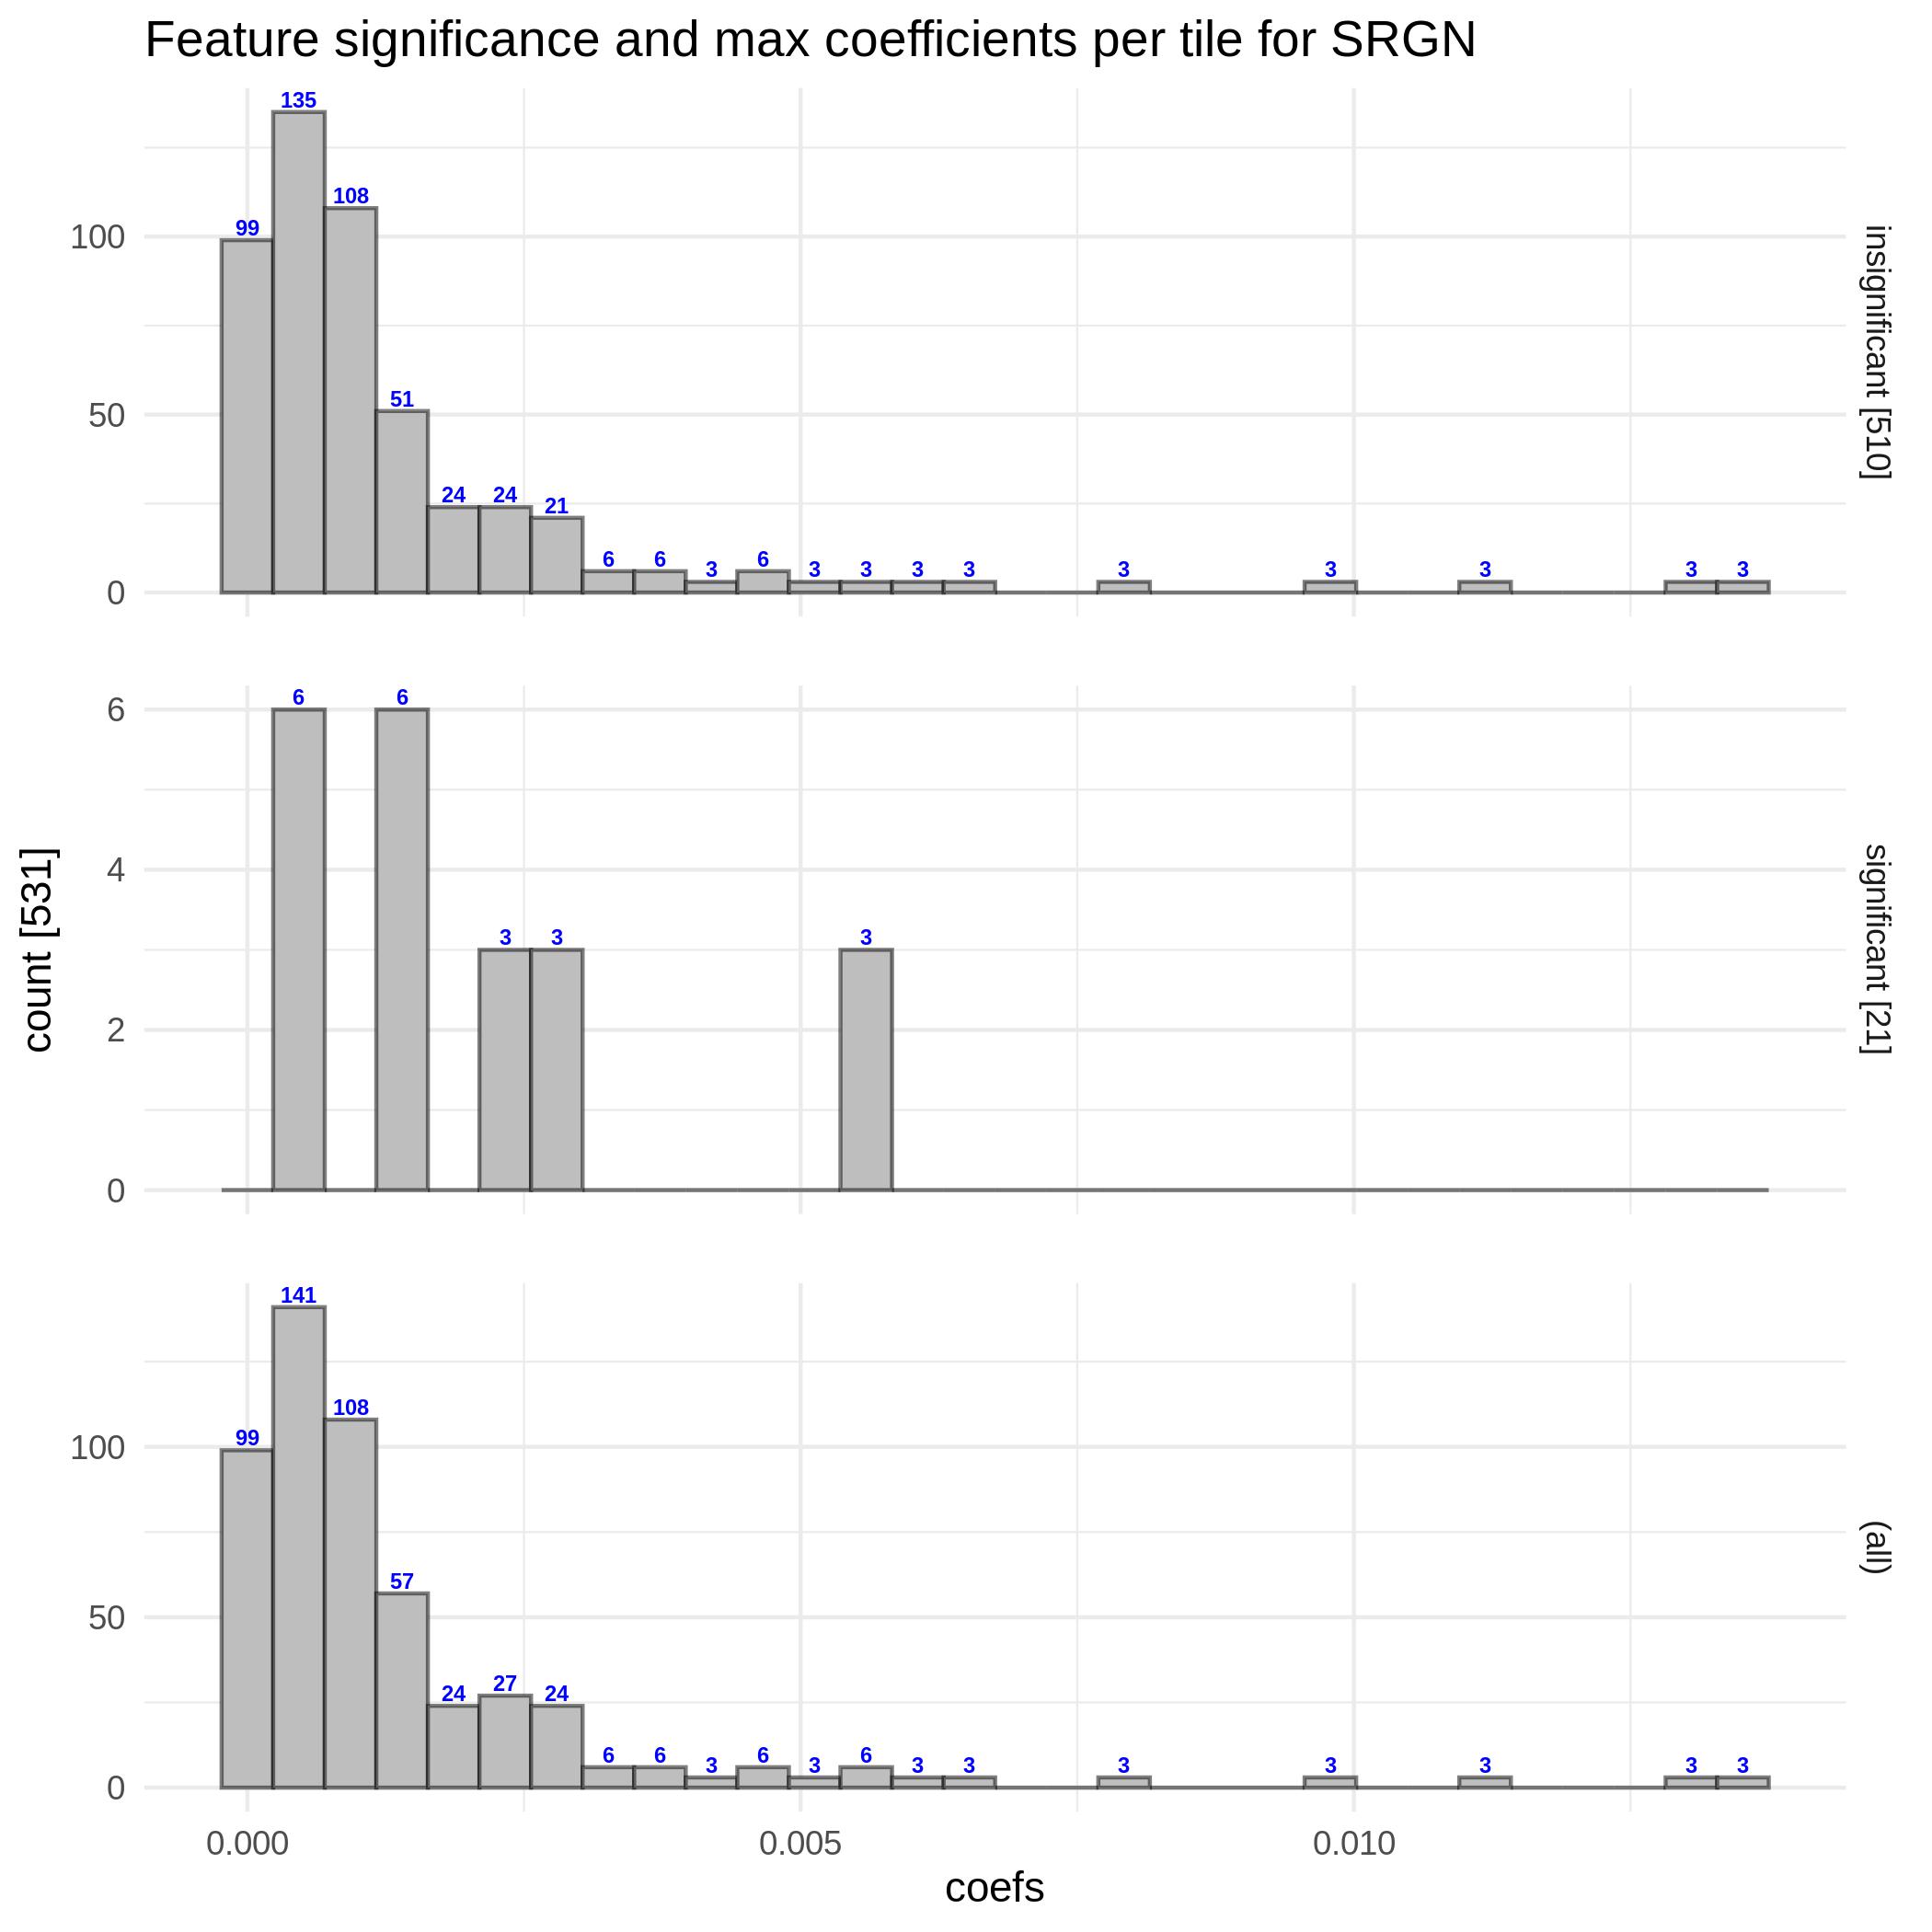 Feature significance and max coefficients per tile for SRGN
135
108
99
100
51
50
24 24 21
6 6 3 6 3 3 3 3 3 3 3 3 3
0
insignificant [510]
6 6
6
4
3 3 3
2
0
significant [21]
count [531]
141
108
99
100
57
50
24 27 24
6 6 3 6 3 6 3 3 3 3 3 3 3
0
(all)
0.000 0.005 0.010
coefs